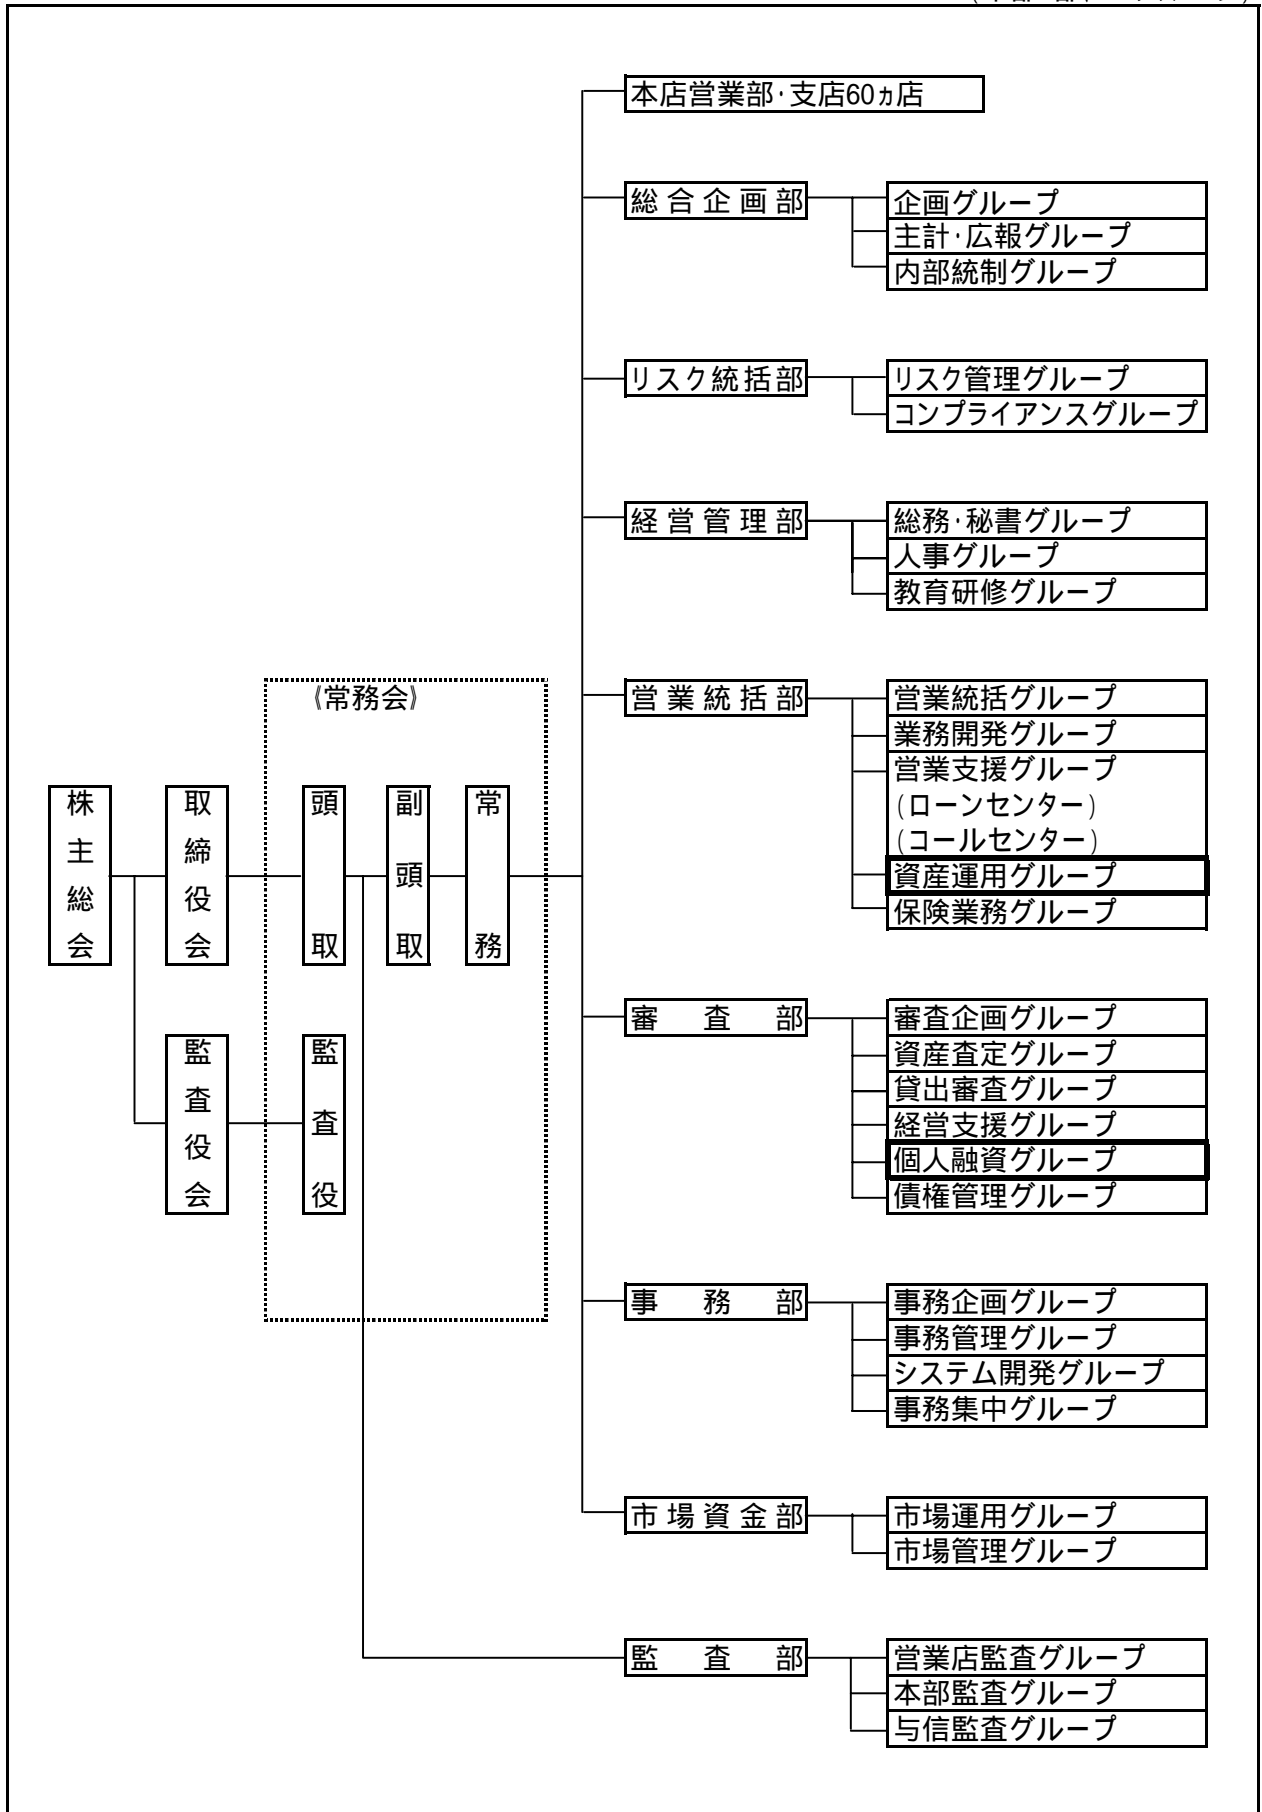 本店営業部・支店60ヵ店
総合企画部
企画グループ
主計・広報グループ
内部統制グループ
リスク統括部
リスク管理グループ
コンプライアンスグループ
経営管理部
総務・秘書グループ
人事グループ
教育研修グループ
《常務会》
株主総会
取締役会
頭取
副頭取
常務
監査役会
監査役
営業統括部
営業統括グループ
業務開発グループ
営業支援グループ
(ローンセンター)
(コールセンター)
資産運用グループ
保険業務グループ
審査部
審査企画グループ
資産査定グループ
貸出審査グループ
経営支援グループ
個人融資グループ
債権管理グループ
事務部
事務企画グループ
事務管理グループ
システム開発グループ
事務集中グループ
市場資金部
市場運用グループ
市場管理グループ
監査部
営業店監査グループ
本部監査グループ
与信監査グループ